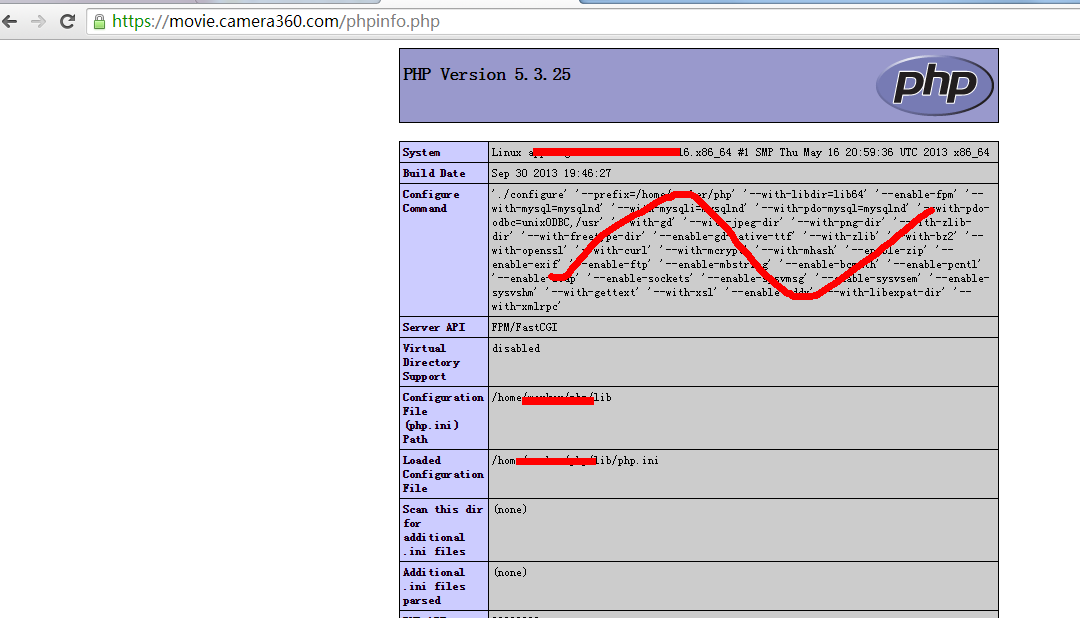 https://movie.camera360.com/phpinfo.php
PHP Version 5.3.25
php
System
Linux 16.x86_64 #1 SMP Thu May 16 20:59:36 UTC 2013 x86_64
Build Date
Sep 30 2013 19:46:27
Configure
Command
'./configure' '--prefix=/home/ /php' '--with-libdir=lib64' '--enable-fpm' '--
with-mysql=mysqlnd' '--with-mysqli=mysqlnd' '--with-pdo-mysql=mysqlnd' '--with-pdo-
odbc=unixODBC,/usr' '--with-gd' '--with-jpeg-dir' '--with-png-dir' '--with-zlib-
dir' '--with-freetype-dir' '--enable-gd-native-ttf' '--with-zlib' '--with-bz2' '--
with-openssl' '--with-curl' '--with-mcrypt' '--with-mhash' '--enable-zip' '--
enable-exif' '--enable-ftp' '--enable-mbstring' '--enable-bcmath' '--enable-pcntl'
'--enable- ' '--enable-sockets' '--enable-sysvmsg' '--enable-sysvsem' '--enable-
sysvshm' '--with-gettext' '--with-xsl' '--enable- ' '--with-libexpat-dir' '--
with-xmlrpc'
Server API
FPM/FastCGI
Virtual
Directory
Support
disabled
Configuration
File
(php.ini)
Path
/home/ /lib
Loaded
Configuration
File
/home /lib/php.ini
Scan this dir
for
additional
.ini files
(none)
Additional
.ini files
parsed
(none)